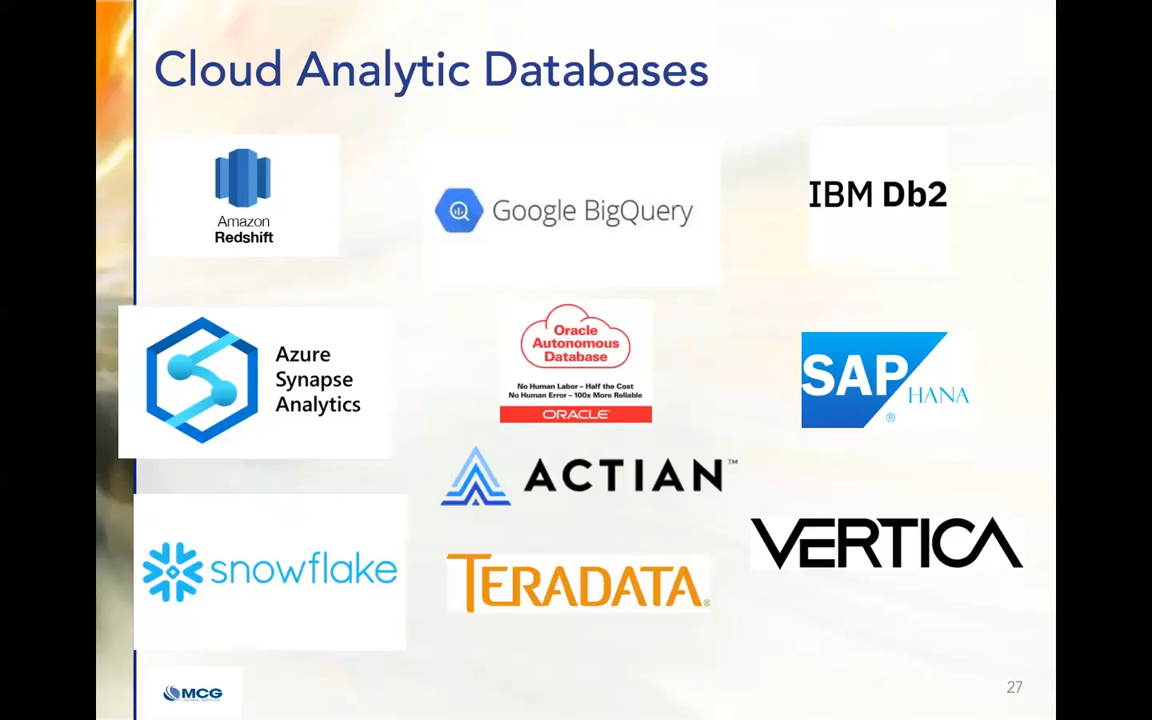 Cloud Analytic Databases
Amazon
Redshift
Google BigQuery
IBM Db2
Azure
Synapse
Analytics
Oracle
Autonomous
Database
No Human Labor – Half the Cost
No Human Error – 100x More Reliable
ORACLE®
SAP HANA
®
ACTIAN™
snowflake
TERADATA®
VERTICA
MCG
27